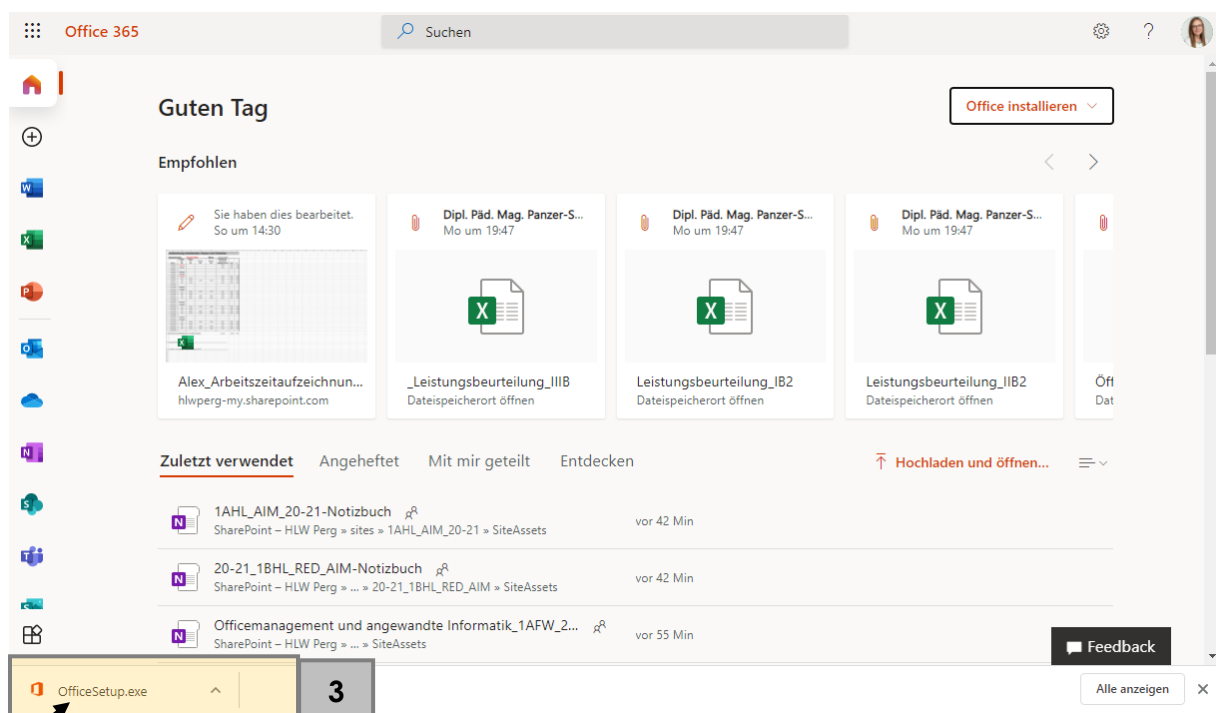 Office 365
Suchen
?
Guten Tag
Office installieren
Empfohlen
Sie haben dies bearbeitet.
So um 14:30
Dipl. Päd. Mag. Panzer-S...
Mo um 19:47
Dipl. Päd. Mag. Panzer-S...
Mo um 19:47
Dipl. Päd. Mag. Panzer-S...
Mo um 19:47
Alex_Arbeitszeitaufzeichnun...
hlwperg-my.sharepoint.com
_Leistungsbeurteilung_IIIB
Dateispeicherort öffnen
Leistungsbeurteilung_IB2
Dateispeicherort öffnen
Leistungsbeurteilung_IIB2
Dateispeicherort öffnen
Öff
Dat
Zuletzt verwendet Angeheftet Mit mir geteilt Entdecken
Hochladen und öffnen...
1AHL_AIM_20-21-Notizbuch
SharePoint – HLW Perg » sites » 1AHL_AIM_20-21 » SiteAssets
vor 42 Min
20-21_1BHL_RED_AIM-Notizbuch
SharePoint – HLW Perg » ... » 20-21_1BHL_RED_AIM » SiteAssets
vor 42 Min
Officemanagement und angewandte Informatik_1AFW_2...
SharePoint – HLW Perg » ... » SiteAssets
vor 55 Min
Feedback
OfficeSetup.exe
3
Alle anzeigen